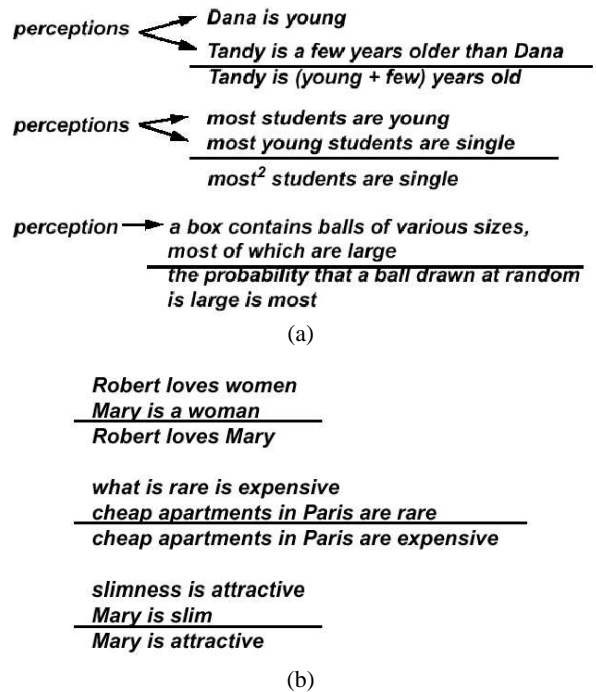 perceptions
Dana is young
Tandy is a few years older than Dana
Tandy is (young + few) years old
perceptions
most students are young
most young students are single
most² students are single
perception
a box contains balls of various sizes,
most of which are large
the probability that a ball drawn at random
is large is most
(a)
Robert loves women
Mary is a woman
Robert loves Mary
what is rare is expensive
cheap apartments in Paris are rare
cheap apartments in Paris are expensive
slimness is attractive
Mary is slim
Mary is attractive
(b)